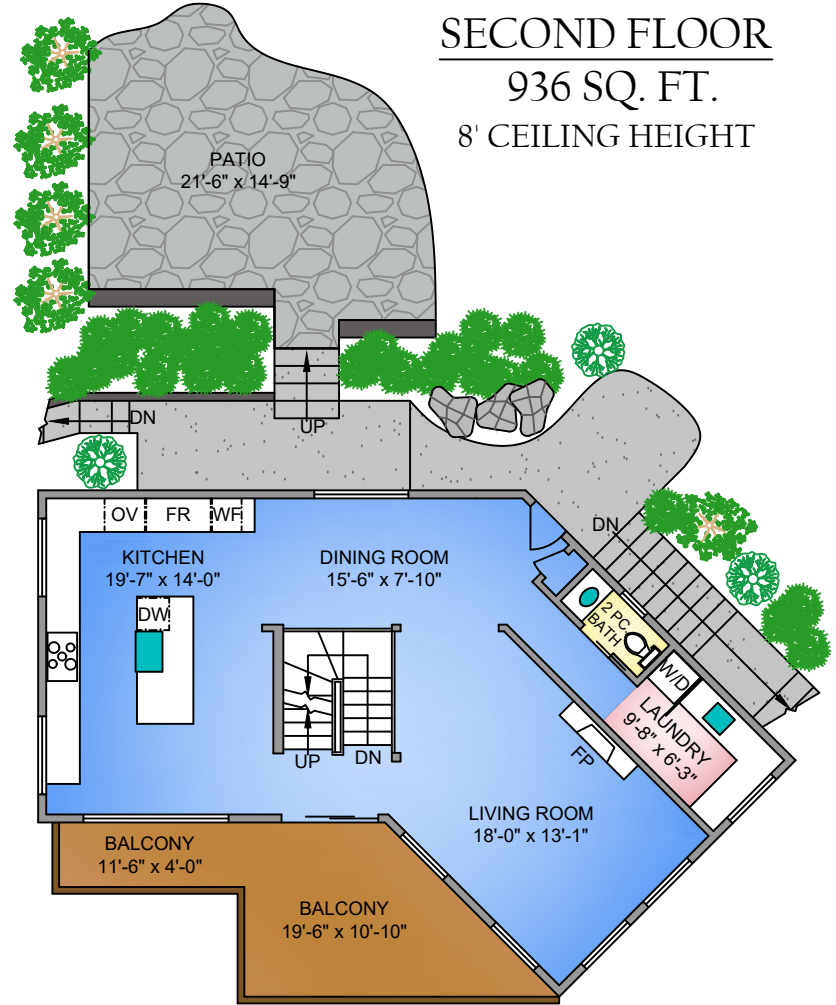 SECOND FLOOR
936 SQ. FT.
8' CEILING HEIGHT
PATIO
21'-6" x 14'-9"
DN
UP
DN
OV
FR
WF
KITCHEN
19'-7" x 14'-0"
DINING ROOM
15'-6" x 7'-10"
DW
2 PC.
BATH
W/D
LAUNDRY
9'-8" x 6'-3"
UP
DN
FP
LIVING ROOM
18'-0" x 13'-1"
BALCONY
11'-6" x 4'-0"
BALCONY
19'-6" x 10'-10"